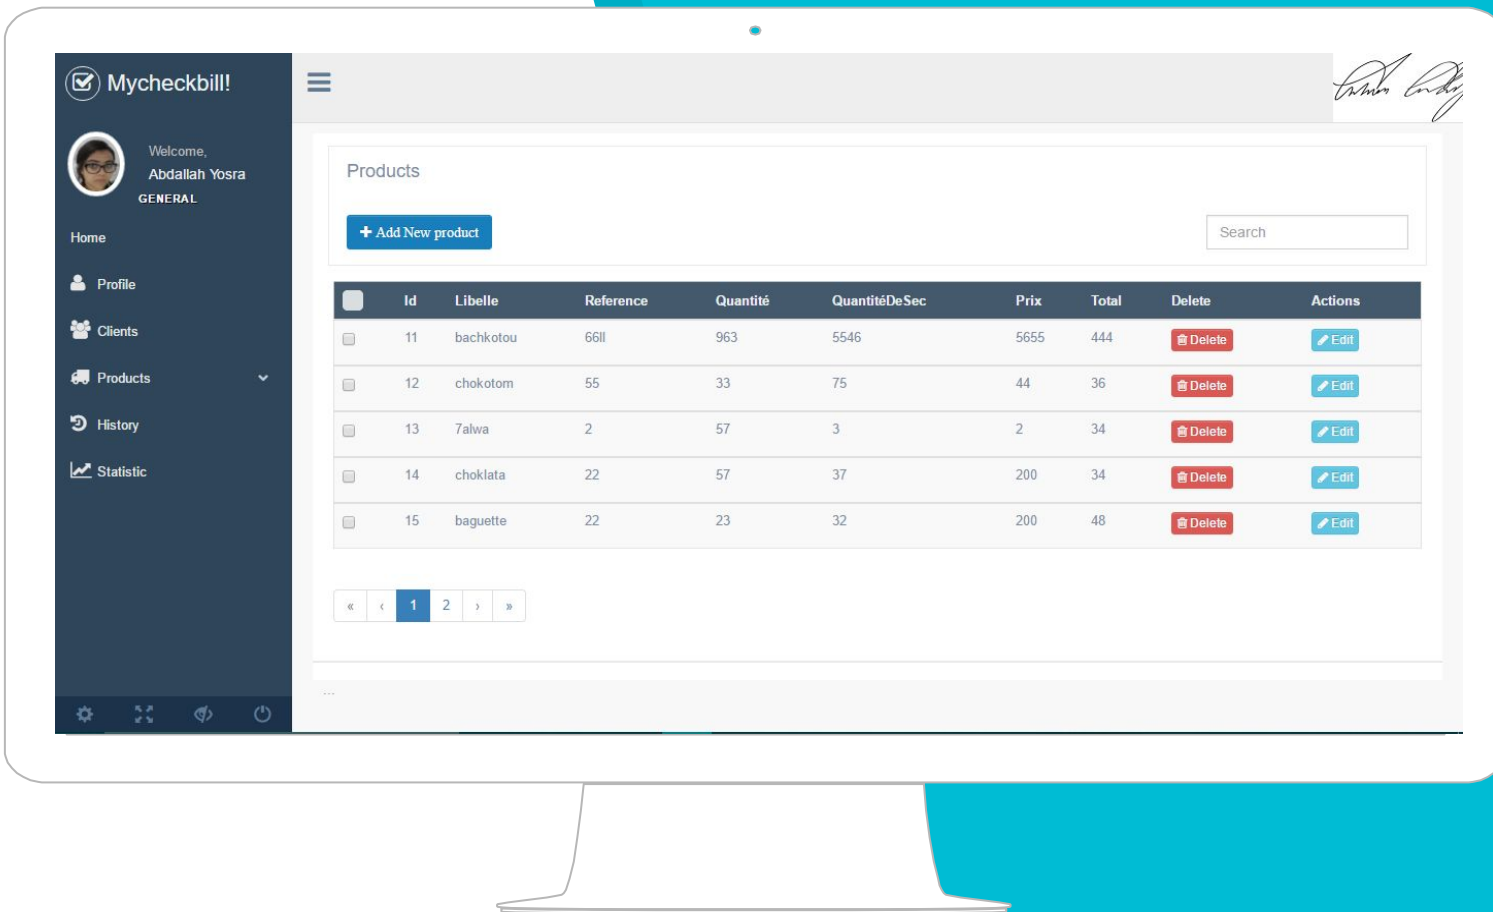 Mycheckbill!
Welcome,
Abdallah Yosra
GENERAL
Home
Profile
Clients
Products
History
Statistic
Products
Add New product
Search
Id Libelle Reference Quantité QuantitéDeSec Prix Total Delete Actions
11 bachkotou 66ll 963 5546 5655 444 Delete Edit
12 chokotom 55 33 75 44 36 Delete Edit
13 7alwa 2 57 3 2 34 Delete Edit
14 choklata 22 57 37 200 34 Delete Edit
15 baguette 22 23 32 200 48 Delete Edit
« ‹ 1 2 › »
...